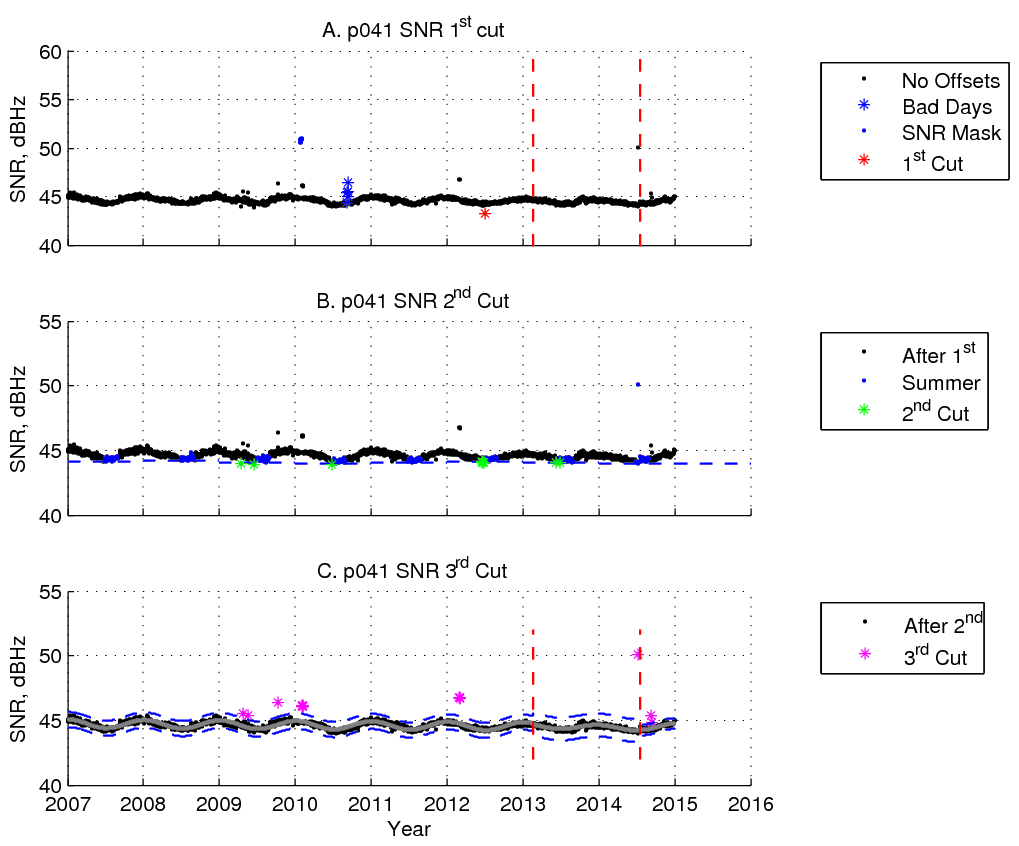 A. p041 SNR 1st cut
60
55
50
45
40
SNR, dBHz
No Offsets
Bad Days
SNR Mask
1st Cut
B. p041 SNR 2nd Cut
55
50
45
40
SNR, dBHz
After 1st
Summer
2nd Cut
C. p041 SNR 3rd Cut
55
50
45
40
SNR, dBHz
After 2nd
3rd Cut
2007 2008 2009 2010 2011 2012 2013 2014 2015 2016
Year